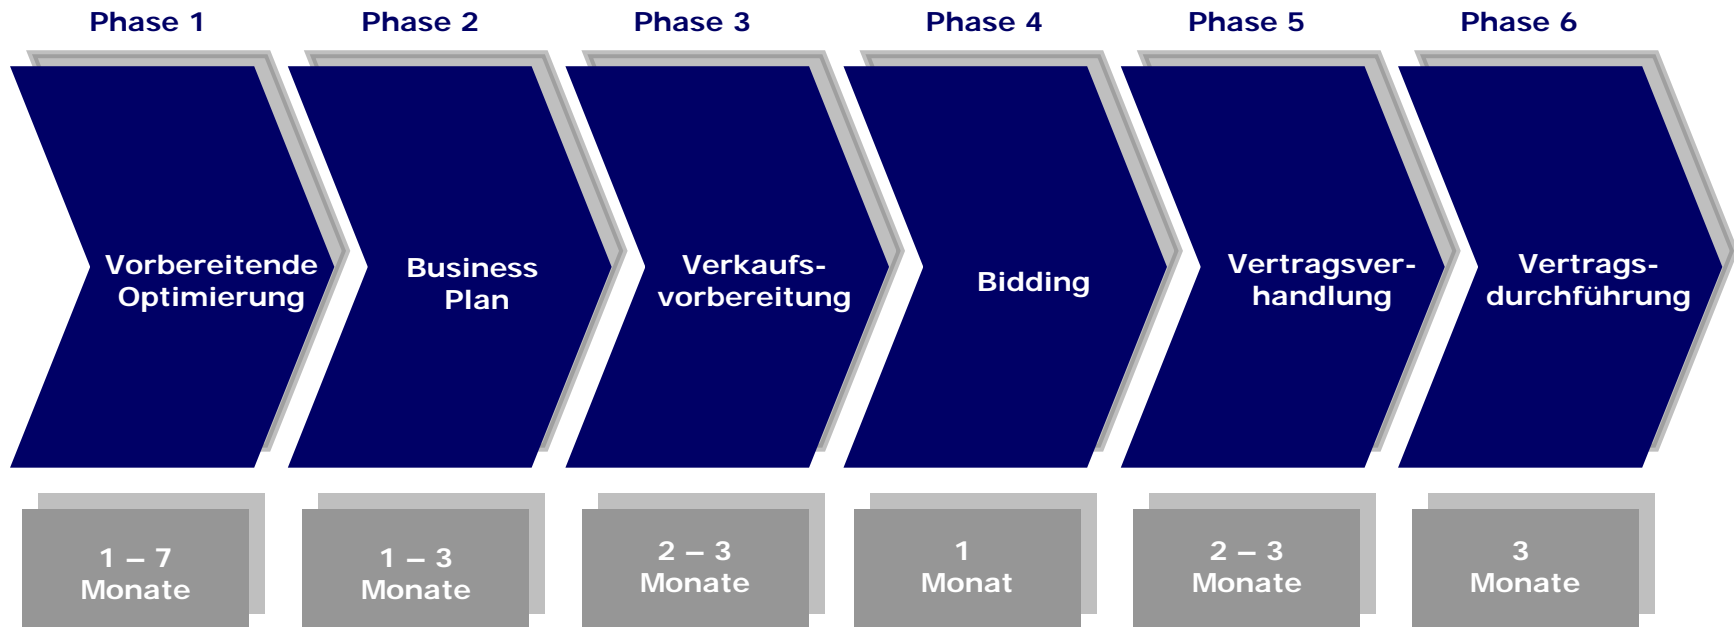 Phase 1
Phase 2
Phase 3
Phase 4
Phase 5
Phase 6
Vorbereitende
Optimierung
Business
Plan
Verkaufs-
vorbereitung
Bidding
Vertragsver-
handlung
Vertrags-
durchführung
1 – 7
Monate
1 – 3
Monate
2 – 3
Monate
1
Monat
2 – 3
Monate
3
Monate